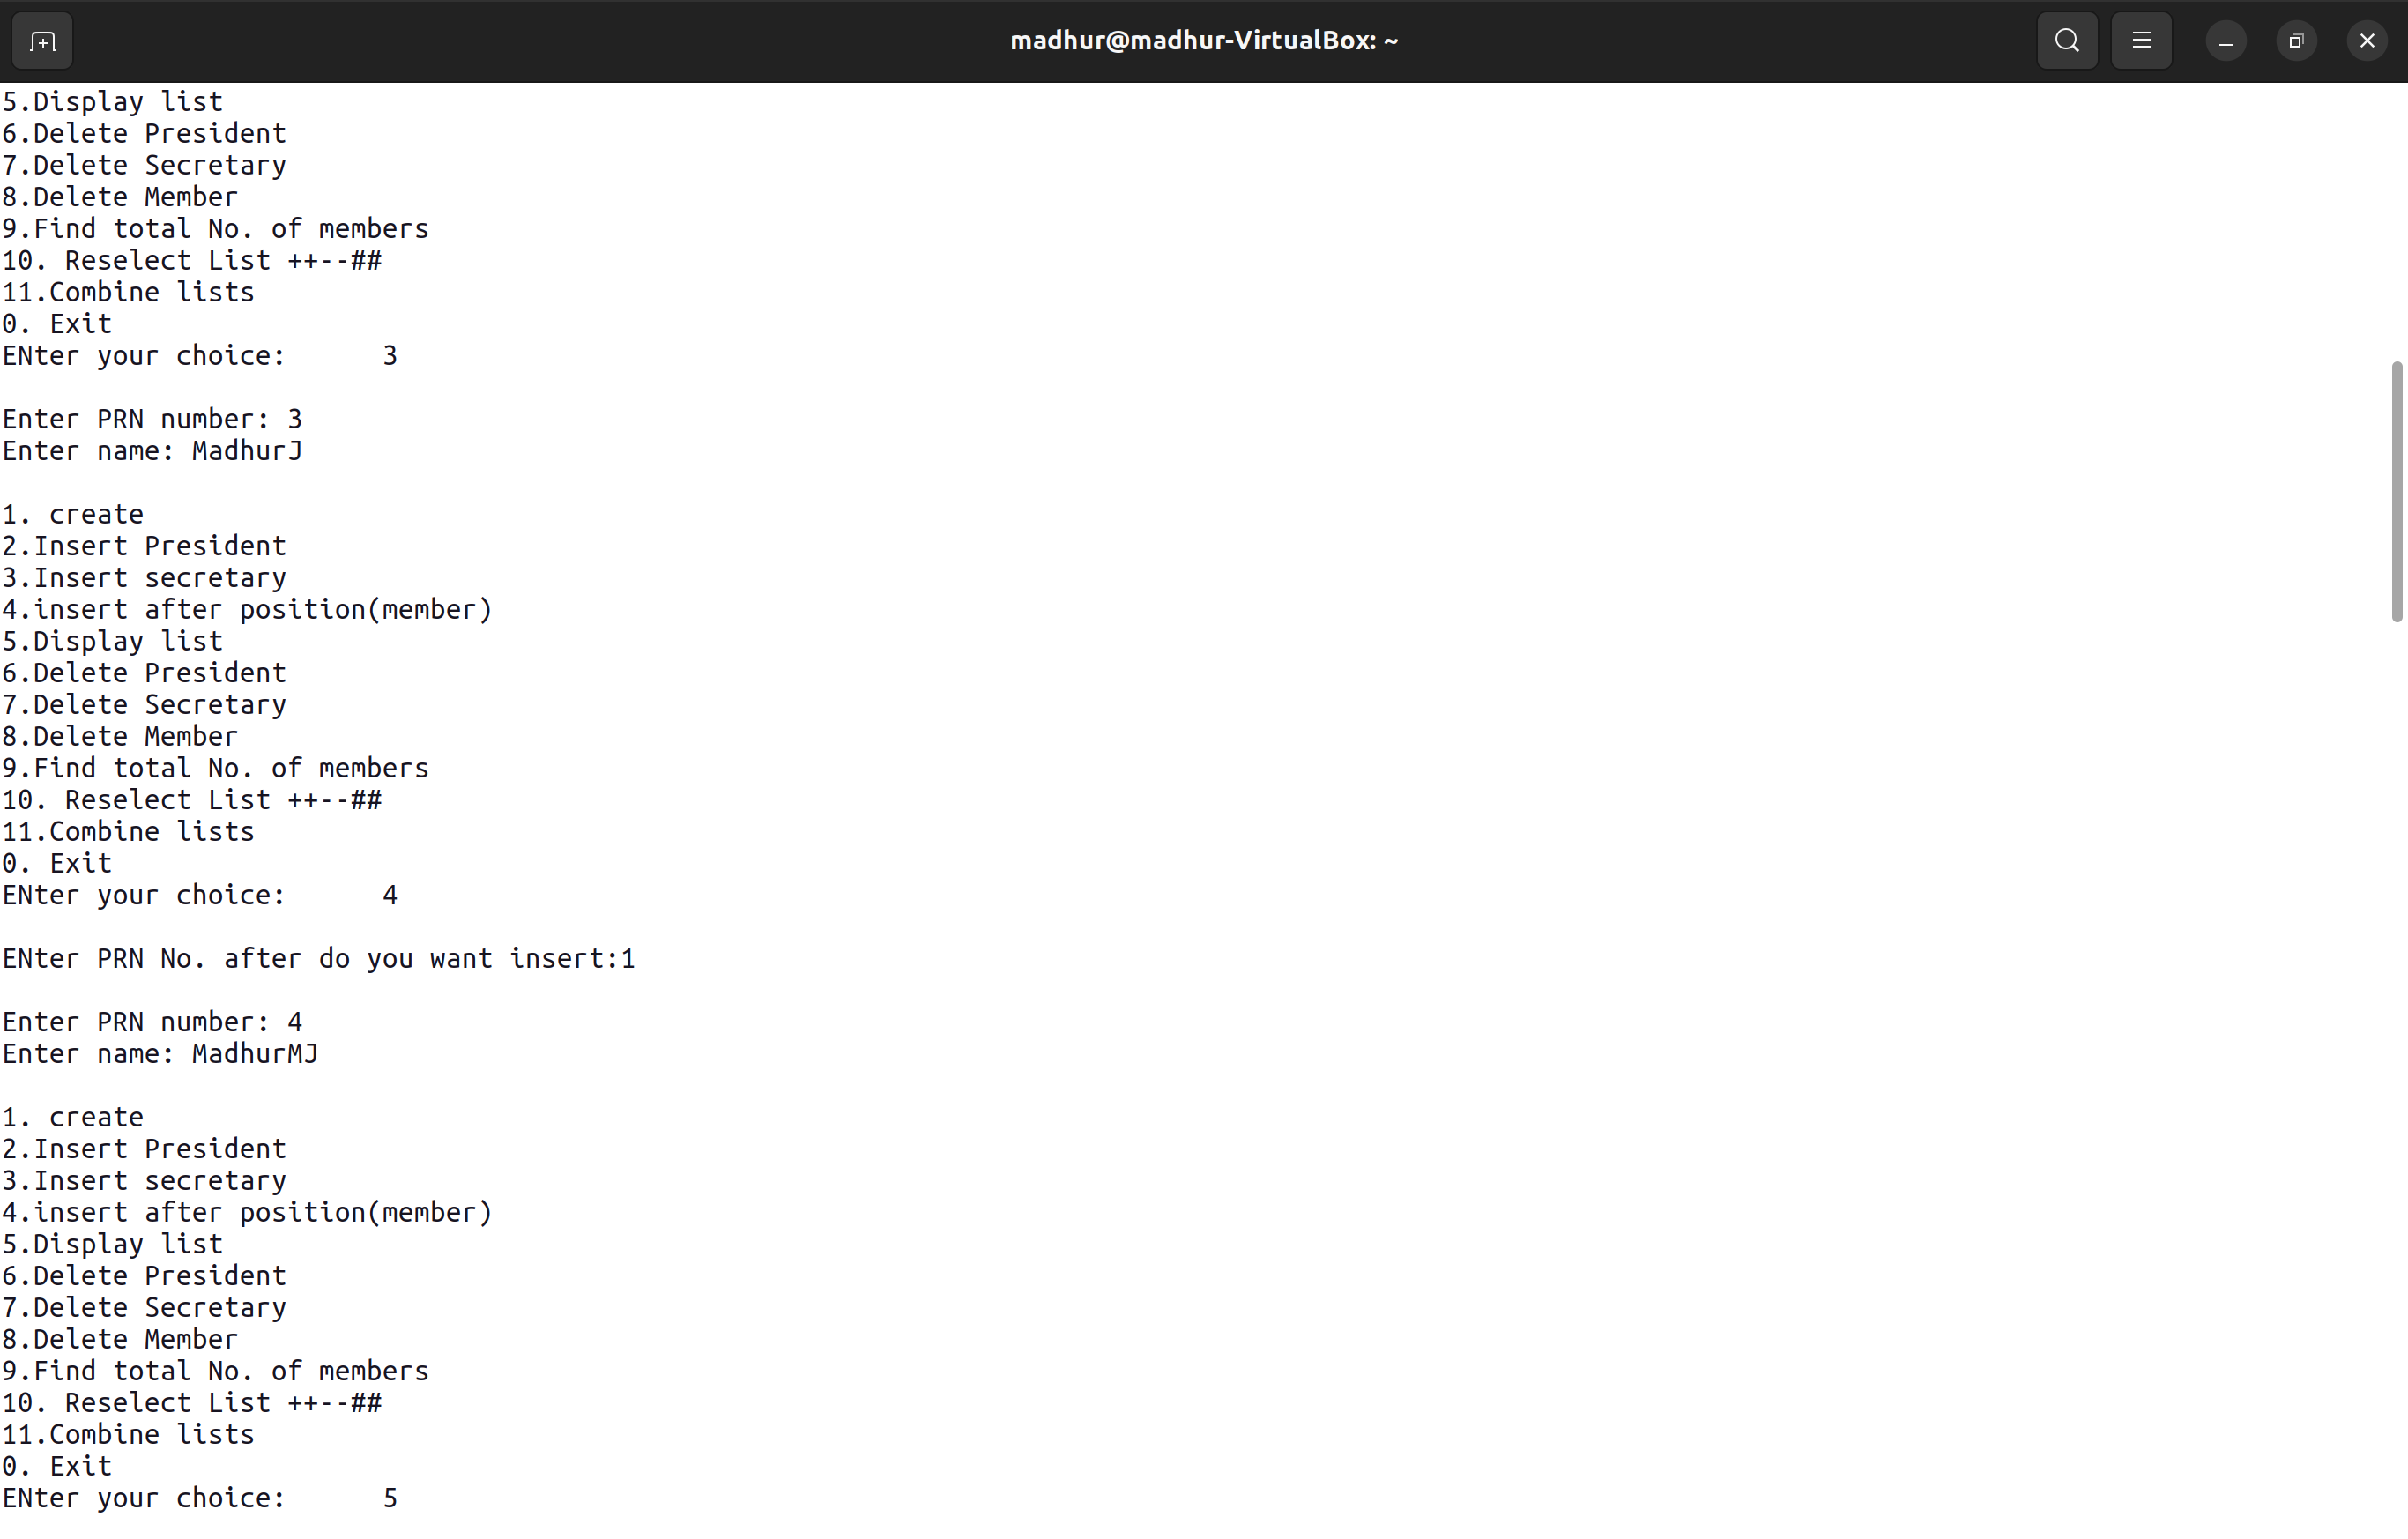 madhur@madhur-VirtualBox: ~
5.Display list
6.Delete President
7.Delete Secretary
8.Delete Member
9.Find total No. of members
10. Reselect List ++--##
11.Combine lists
0. Exit
ENter your choice:      3
Enter PRN number: 3
Enter name: MadhurJ
1. create
2.Insert President
3.Insert secretary
4.insert after position(member)
5.Display list
6.Delete President
7.Delete Secretary
8.Delete Member
9.Find total No. of members
10. Reselect List ++--##
11.Combine lists
0. Exit
ENter your choice:      4
ENter PRN No. after do you want insert:1
Enter PRN number: 4
Enter name: MadhurMJ
1. create
2.Insert President
3.Insert secretary
4.insert after position(member)
5.Display list
6.Delete President
7.Delete Secretary
8.Delete Member
9.Find total No. of members
10. Reselect List ++--##
11.Combine lists
0. Exit
ENter your choice:      5